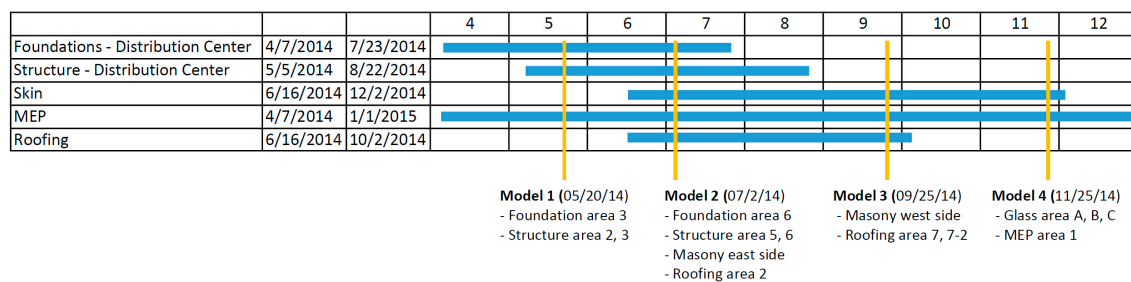 4 5 6 7 8 9 10 11 12
Foundations - Distribution Center 4/7/2014 7/23/2014
Structure - Distribution Center 5/5/2014 8/22/2014
Skin 6/16/2014 12/2/2014
MEP 4/7/2014 1/1/2015
Roofing 6/16/2014 10/2/2014
Model 1 (05/20/14)
- Foundation area 3
- Structure area 2, 3
Model 2 (07/2/14)
- Foundation area 6
- Structure area 5, 6
- Masony east side
- Roofing area 2
Model 3 (09/25/14)
- Masony west side
- Roofing area 7, 7-2
Model 4 (11/25/14)
- Glass area A, B, C
- MEP area 1